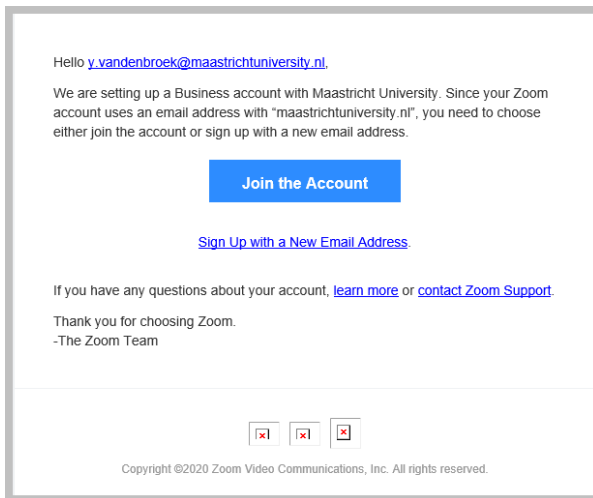 Hello y.vandenbroek@maastrichtuniversity.nl,
We are setting up a Business account with Maastricht University. Since your Zoom
account uses an email address with “maastrichtuniversity.nl”, you need to choose
either join the account or sign up with a new email address.
Join the Account
Sign Up with a New Email Address.
If you have any questions about your account, learn more or contact Zoom Support.
Thank you for choosing Zoom.
-The Zoom Team
Copyright ©2020 Zoom Video Communications, Inc. All rights reserved.